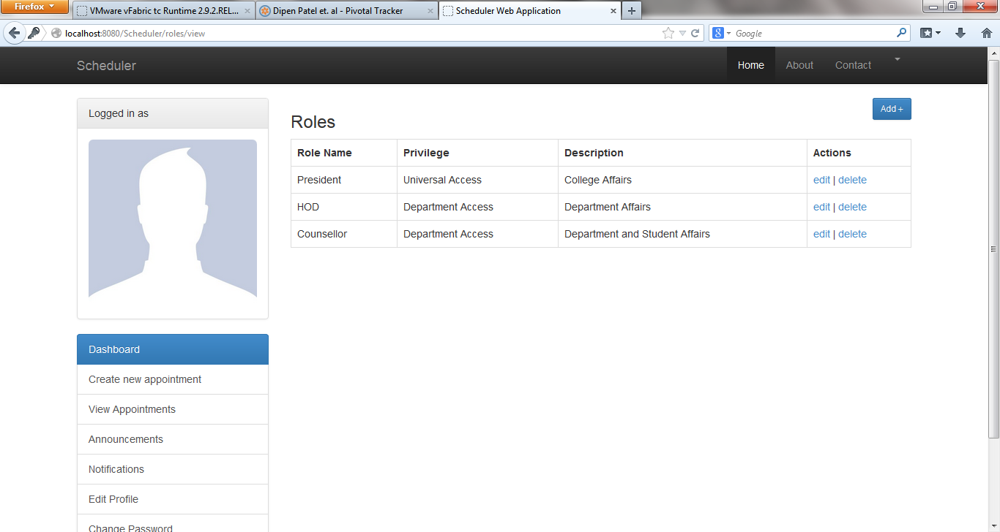 Firefox
VMware vFabric tc Runtime 2.9.2.REL...
Dipen Patel et. al - Pivotal Tracker
Scheduler Web Application
localhost:8080/Scheduler/roles/view
8
Google
Scheduler
Home
About
Contact
Logged in as
Add +
Roles
Role Name Privilege Description Actions
President Universal Access College Affairs edit | delete
HOD Department Access Department Affairs edit | delete
Counsellor Department Access Department and Student Affairs edit | delete
Dashboard
Create new appointment
View Appointments
Announcements
Notifications
Edit Profile
Change Password